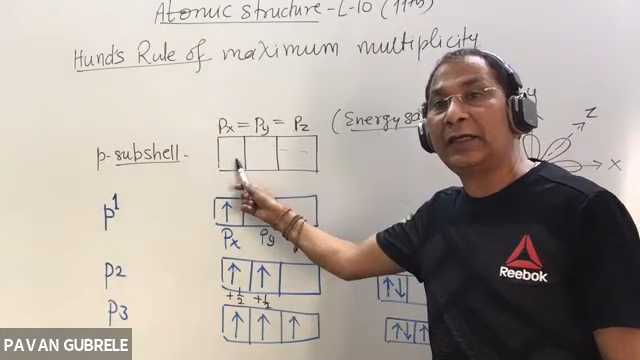 Atomic structure - L-10 (11th)
Hund's Rule of maximum multiplicity
Px = Py = Pz (Energy
p-subshell - X
Z
p1
Px Py
p2 ↑ ↑ ↑↓
+1/2 +1/2
p3 ↑ ↑ ↑ ↑↓ ↑
Reebok
PAVAN GUBRELE